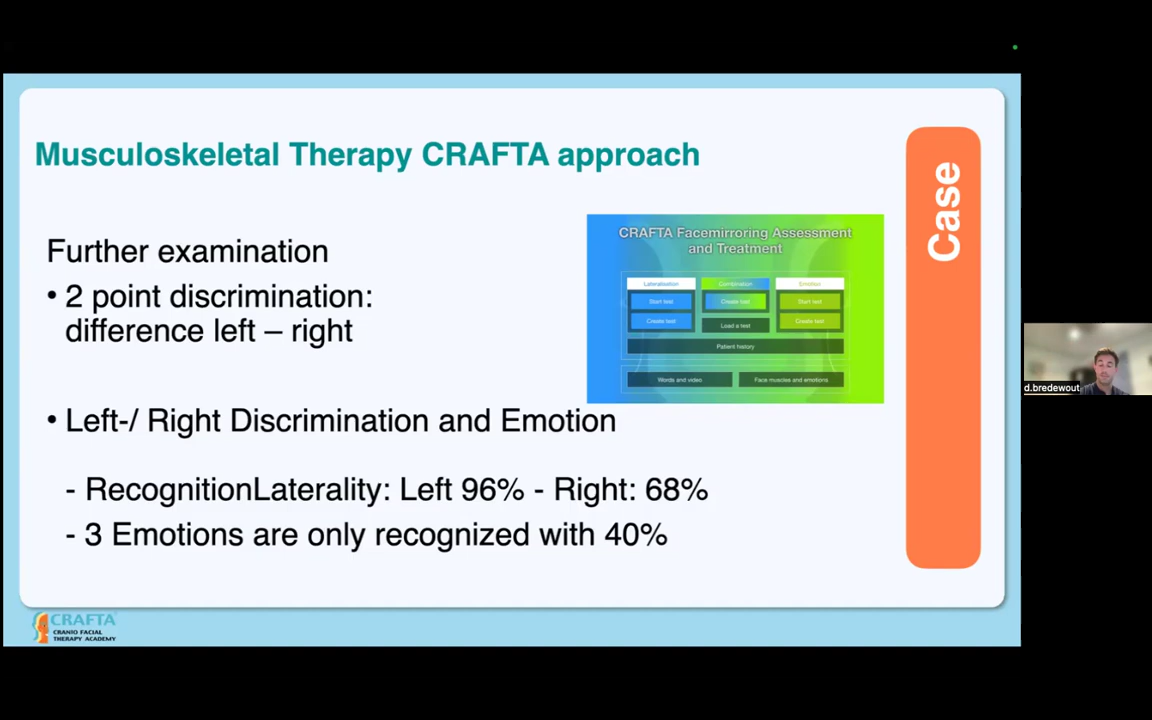 Musculoskeletal Therapy CRAFTA approach
Case
Further examination
• 2 point discrimination:
difference left – right
CRAFTA Facemirroring Assessment
and Treatment
Lateralisation
Combination
Emotion
Start test
Create test
Start test
Create test
Load a test
Create test
Patient history
Words and video
Face muscles and emotions
• Left-/ Right Discrimination and Emotion
- RecognitionLaterality: Left 96% - Right: 68%
- 3 Emotions are only recognized with 40%
d.bredewout
CRAFTA
CRANIO FACIAL
THERAPY ACADEMY